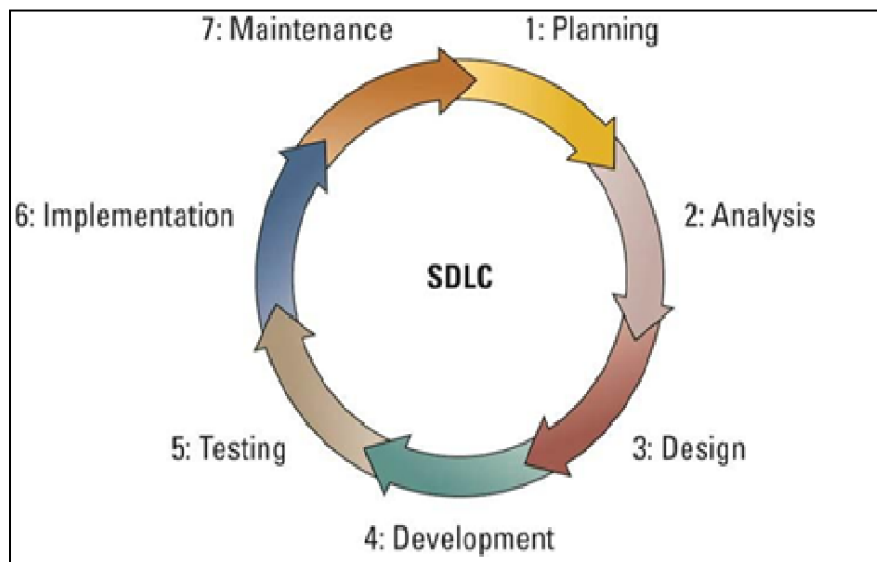 7: Maintenance
1: Planning
6: Implementation
2: Analysis
SDLC
5: Testing
3: Design
4: Development